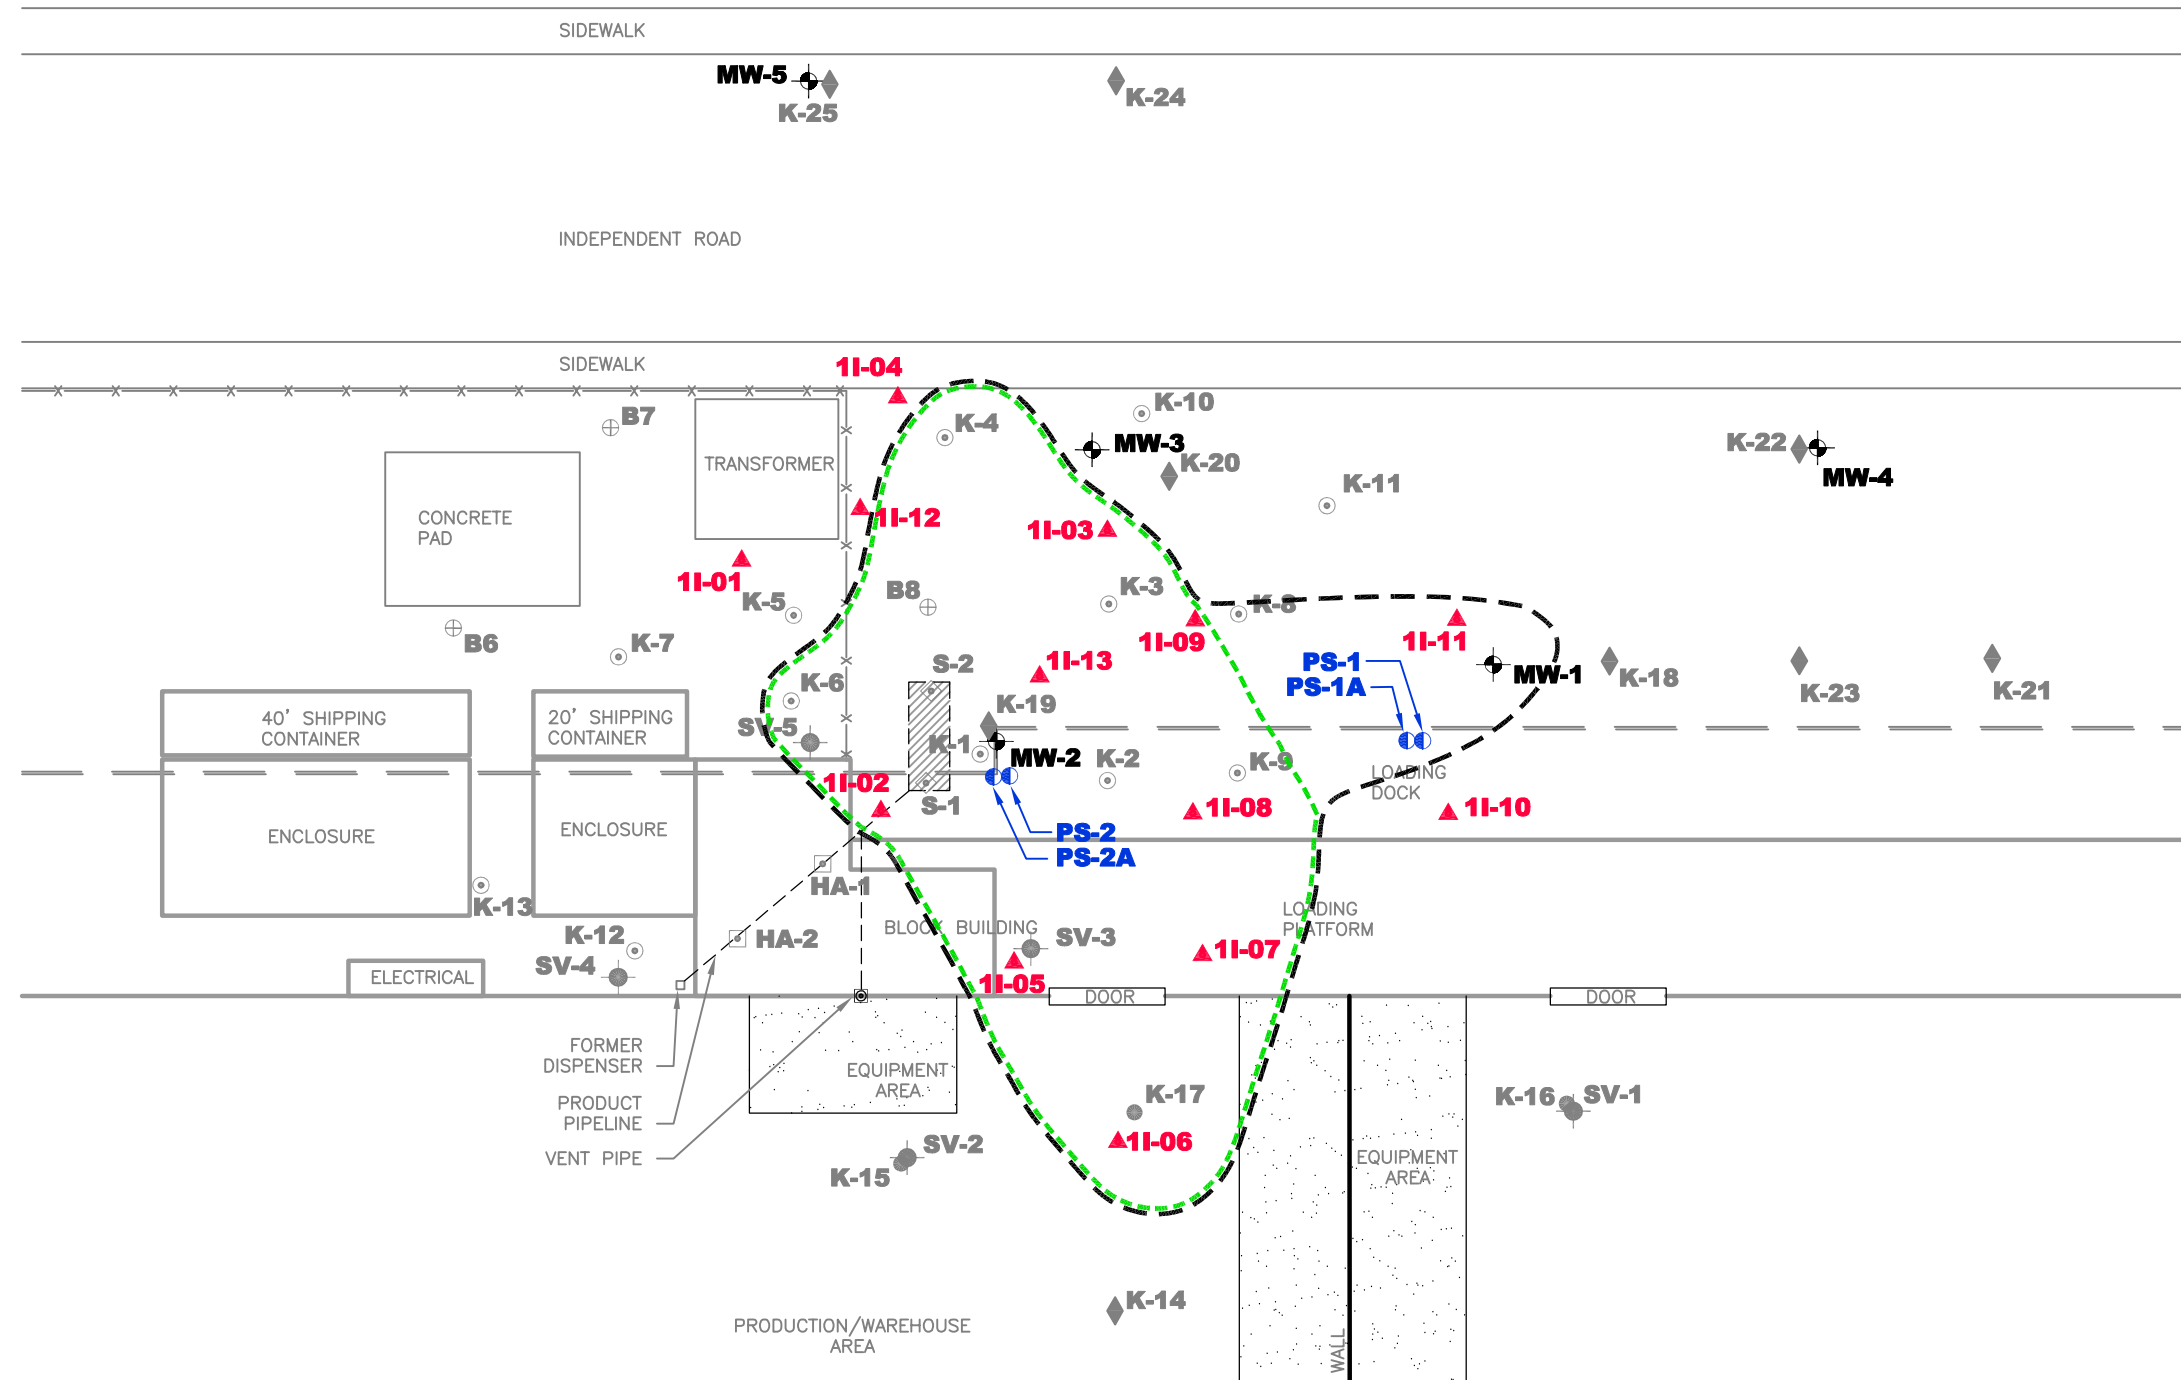 SIDEWALK
MW-5
K-25
K-24
INDEPENDENT ROAD
SIDEWALK
1I-04
B7
K-4
K-10
MW-3
K-20
K-22
MW-4
TRANSFORMER
CONCRETE
PAD
K-11
1I-12
1I-03
1I-01
K-5
B8
K-3
K-8
B6
K-7
1I-09
1I-11
1I-13
S-2
PS-1
PS-1A
MW-1
K-18
K-23
K-21
K-6
K-19
40' SHIPPING
CONTAINER
20' SHIPPING
CONTAINER
SV-5
K-1
MW-2
K-2
K-9
LOADING
DOCK
1I-02
S-1
1I-08
1I-10
ENCLOSURE
ENCLOSURE
PS-2
PS-2A
HA-1
K-13
BLOCK BUILDING
LOADING
PLATFORM
K-12
HA-2
SV-3
1I-07
SV-4
ELECTRICAL
1I-05
DOOR
DOOR
FORMER
DISPENSER
EQUIPMENT
AREA
PRODUCT
PIPELINE
K-17
K-16
SV-1
VENT PIPE
SV-2
K-15
1I-06
EQUIPMENT
AREA
K-14
PRODUCTION/WAREHOUSE
AREA
WALL